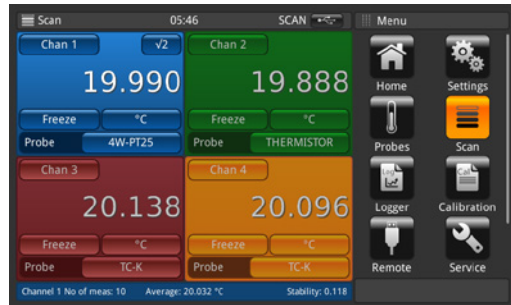 Scan 05:46 SCAN Menu
Chan 1 √2 Chan 2
19.990 19.888
Freeze °C Freeze °C
Probe 4W-PT25 Probe THERMISTOR
Chan 3 Chan 4
20.138 20.096
Freeze °C Freeze °C
Probe TC-K Probe TC-K
Channel 1 No of meas: 10 Average: 20.032 °C Stability: 0.118
Home Settings
Probes Scan
Log Cal
Logger Calibration
Remote Service